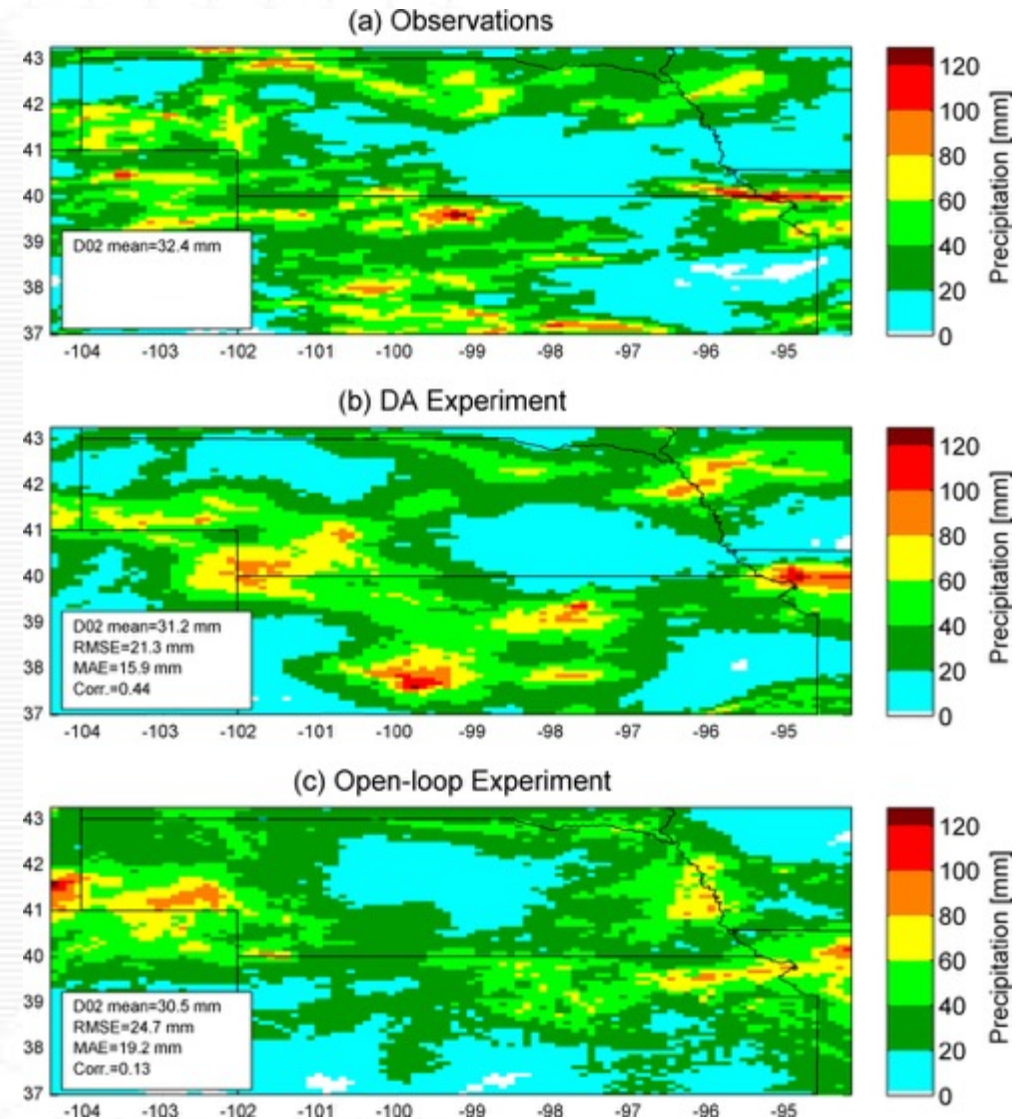 (a) Observations
43
42
41
40
39
38
37
D02 mean=32.4 mm
-104 -103 -102 -101 -100 -99 -98 -97 -96 -95
120
100
80
60
40
20
0
Precipitation [mm]
(b) DA Experiment
43
42
41
40
39
38
37
D02 mean=31.2 mm
RMSE=21.3 mm
MAE=15.9 mm
Corr.=0.44
-104 -103 -102 -101 -100 -99 -98 -97 -96 -95
120
100
80
60
40
20
0
Precipitation [mm]
(c) Open-loop Experiment
43
42
41
40
39
38
37
D02 mean=30.5 mm
RMSE=24.7 mm
MAE=19.2 mm
Corr.=0.13
-104 -103 -102 -101 -100 -99 -98 -97 -96 -95
120
100
80
60
40
20
0
Precipitation [mm]